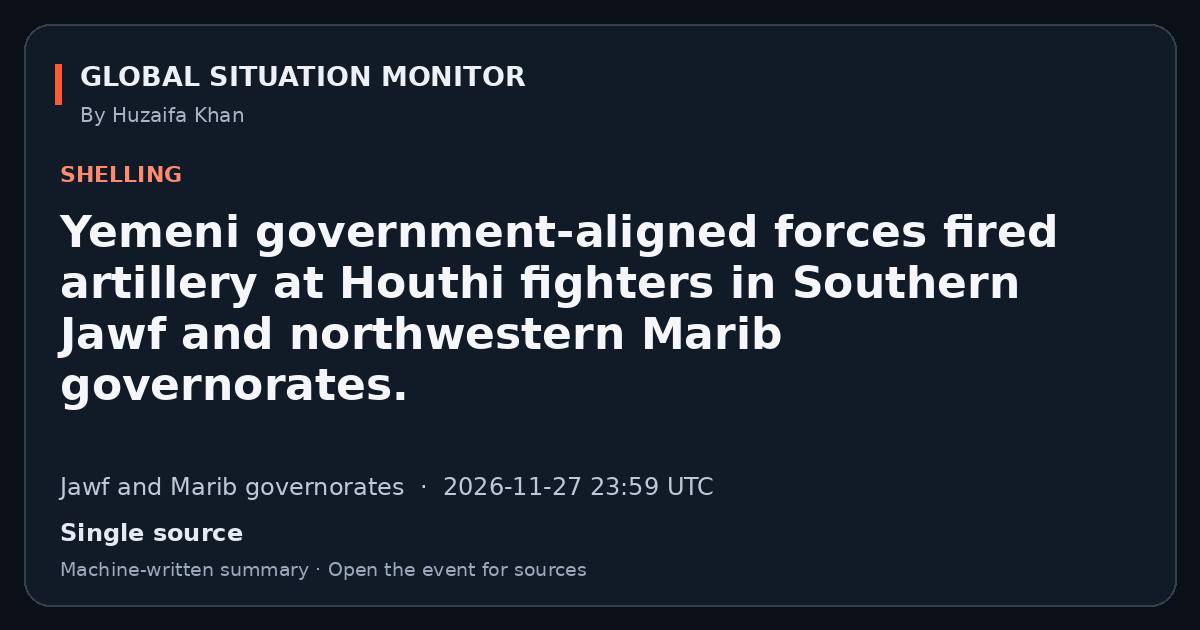 GLOBAL SITUATION MONITOR
By Huzaifa Khan
SHELLING
Yemeni government-aligned forces fired
artillery at Houthi fighters in Southern
Jawf and northwestern Marib
governorates.
Jawf and Marib governorates · 2026-11-27 23:59 UTC
Single source
Machine-written summary · Open the event for sources